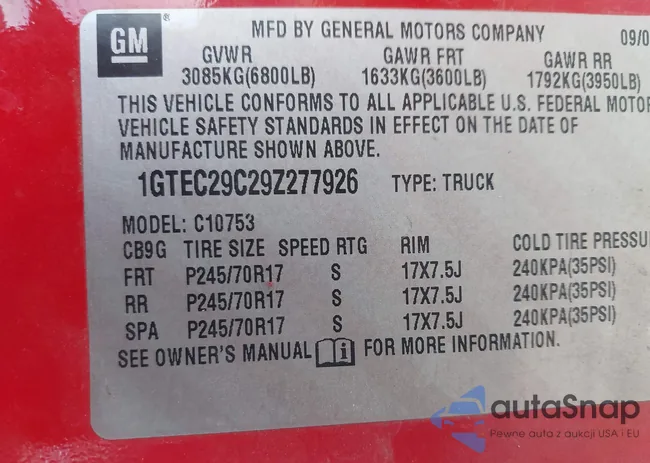 GM
®
MFD BY GENERAL MOTORS COMPANY 09/0
GVWR GAWR FRT GAWR RR
3085KG(6800LB) 1633KG(3600LB) 1792KG(3950LB)
THIS VEHICLE CONFORMS TO ALL APPLICABLE U.S. FEDERAL MOTOR
VEHICLE SAFETY STANDARDS IN EFFECT ON THE DATE OF
MANUFACTURE SHOWN ABOVE.
1GTEC29C29Z277926 TYPE: TRUCK
MODEL: C10753
CB9G TIRE SIZE SPEED RTG RIM COLD TIRE PRESSU
FRT P245/70R17 S 17X7.5J 240KPA(35PSI)
RR P245/70R17 S 17X7.5J 240KPA(35PSI)
SPA P245/70R17 S 17X7.5J 240KPA(35PSI)
SEE OWNER'S MANUAL i FOR MORE INFORMATION.
autaSnap
Pewne auta z aukcji USA i EU